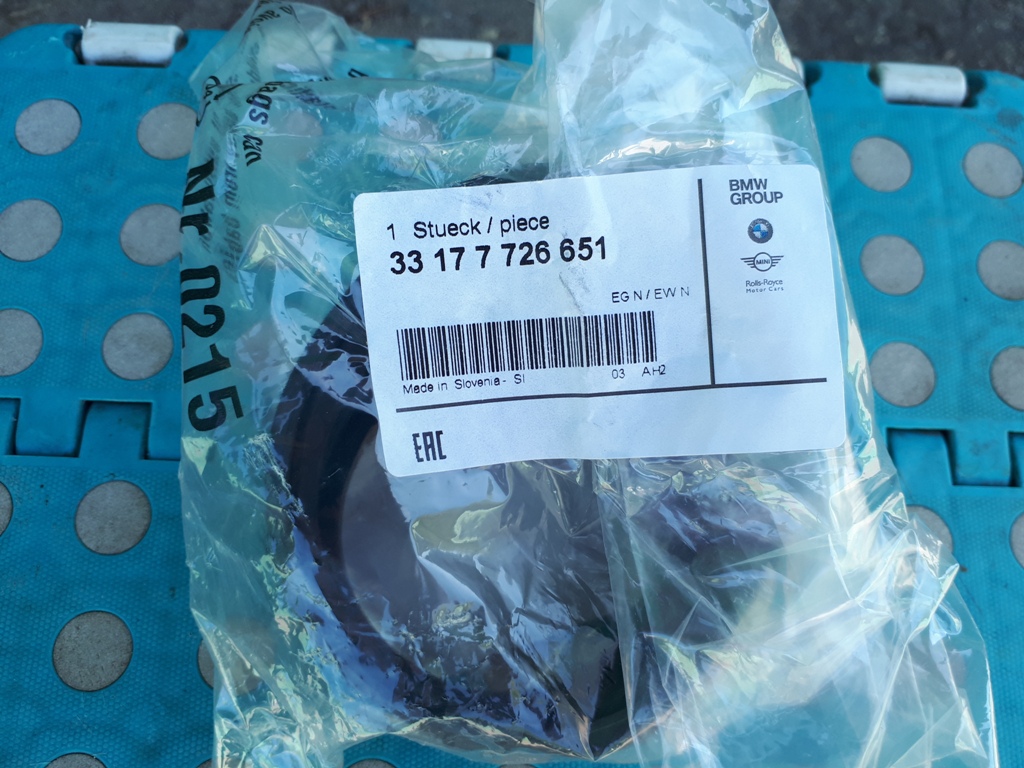 1 Stueck / piece
33 17 7 726 651
EG N / EW N
Made in Slovenia - SI
03 AH2
EAC
BMW
GROUP
MINI
Rolls-Royce
Motor Cars
Nr 0215